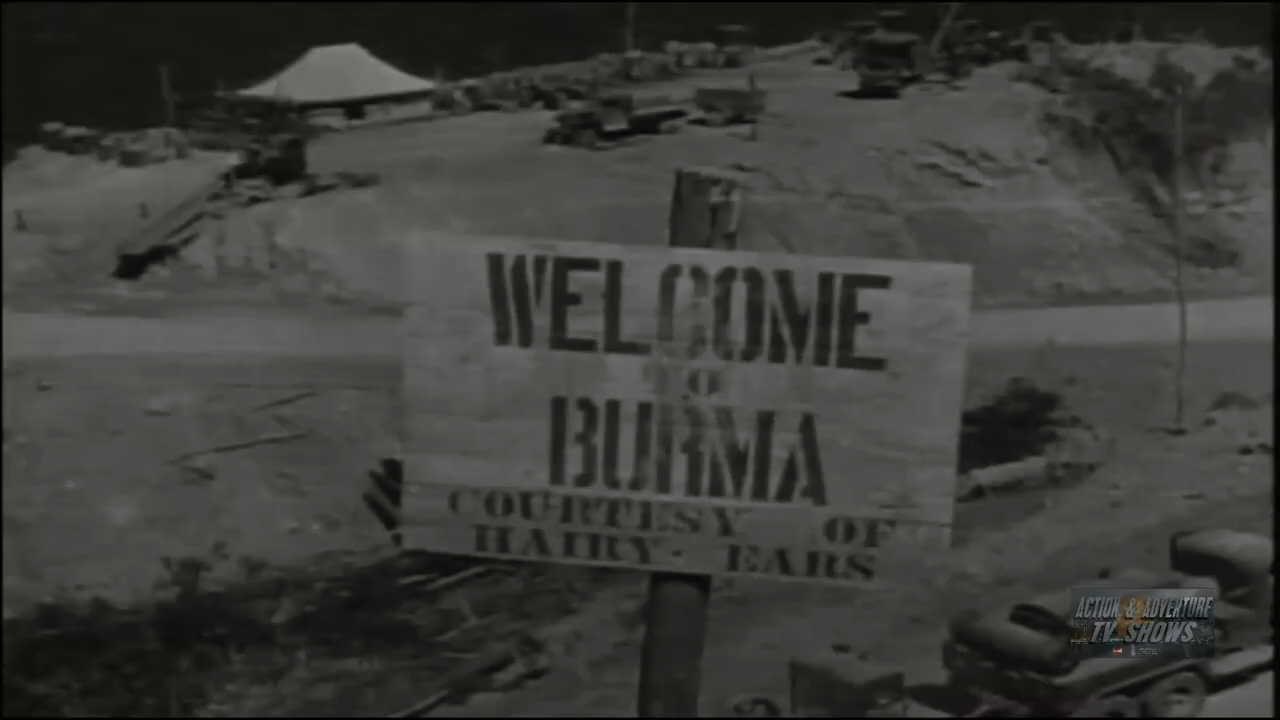 WELCOME
TO
BURMA
COURTESY OF
HAIRY EARS
ACTION & ADVENTURE
TV SHOWS